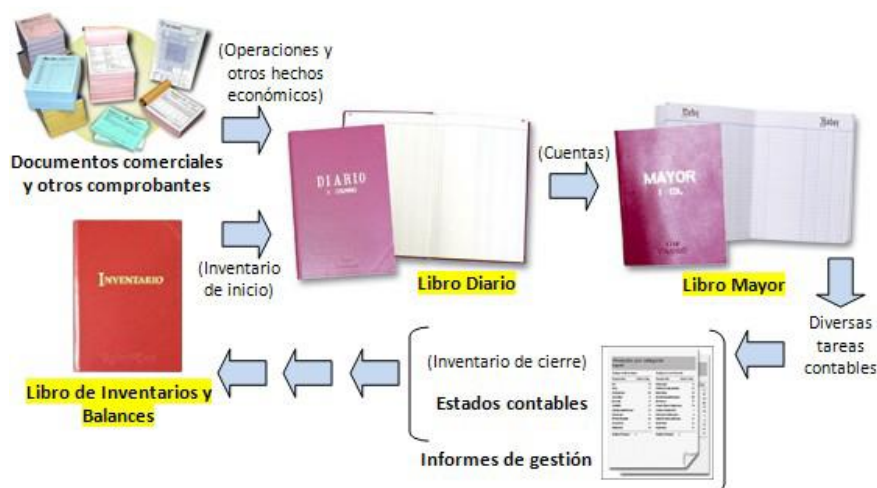 (Operaciones y
otros hechos
económicos)
Documentos comerciales
y otros comprobantes
DIARIO
(Cuentas)
Debe
Haber
MAYOR
INVENTARIO
(Inventario
de inicio)
Libro Diario
Libro Mayor
Diversas
tareas
contables
(Inventario de cierre)
Estados contables
Informes de gestión
Libro de Inventarios y
Balances